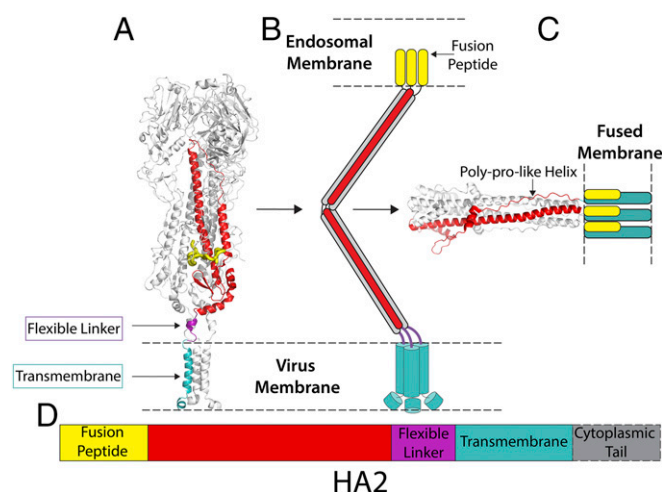 A
B
C
Endosomal
Membrane
Fusion
Peptide
Fused
Membrane
Poly-pro-like Helix
Flexible Linker
Transmembrane
Virus
Membrane
D
Fusion
Peptide
Flexible
Linker
Transmembrane
Cytoplasmic
Tail
HA2